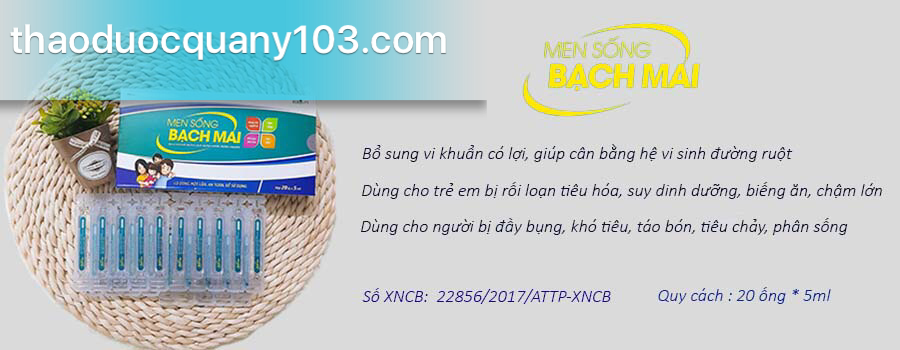 thaoduocquany103.com
MEN SỐNG
BẠCH MAI
MEN SỐNG
BẠCH MAI
Bổ sung vi khuẩn có lợi, giúp cân bằng hệ vi sinh đường ruột
Dùng cho trẻ em bị rối loạn tiêu hóa, suy dinh dưỡng, biếng ăn, chậm lớn
Dùng cho người bị đầy bụng, khó tiêu, táo bón, tiêu chảy, phân sống
Số XNCB: 22856/2017/ATTP-XNCB
Quy cách : 20 ống * 5ml